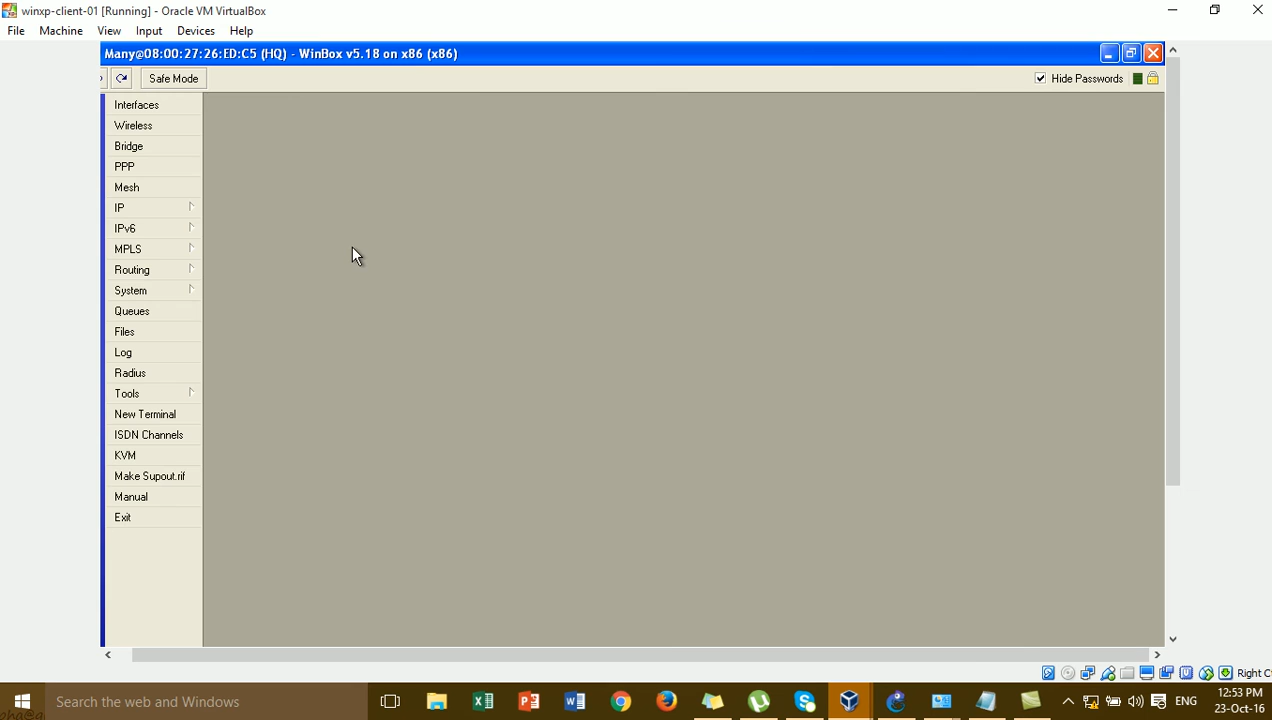 winxp-client-01 [Running] - Oracle VM VirtualBox
File Machine View Input Devices Help
Many@08:00:27:26:ED:C5 (HQ) - WinBox v5.18 on x86 (x86)
Safe Mode Hide Passwords
Interfaces
Wireless
Bridge
PPP
Mesh
IP
IPv6
MPLS
Routing
System
Queues
Files
Log
Radius
Tools
New Terminal
ISDN Channels
KVM
Make Supout.rif
Manual
Exit
Right C
Search the web and Windows
ENG
12:53 PM
23-Oct-16